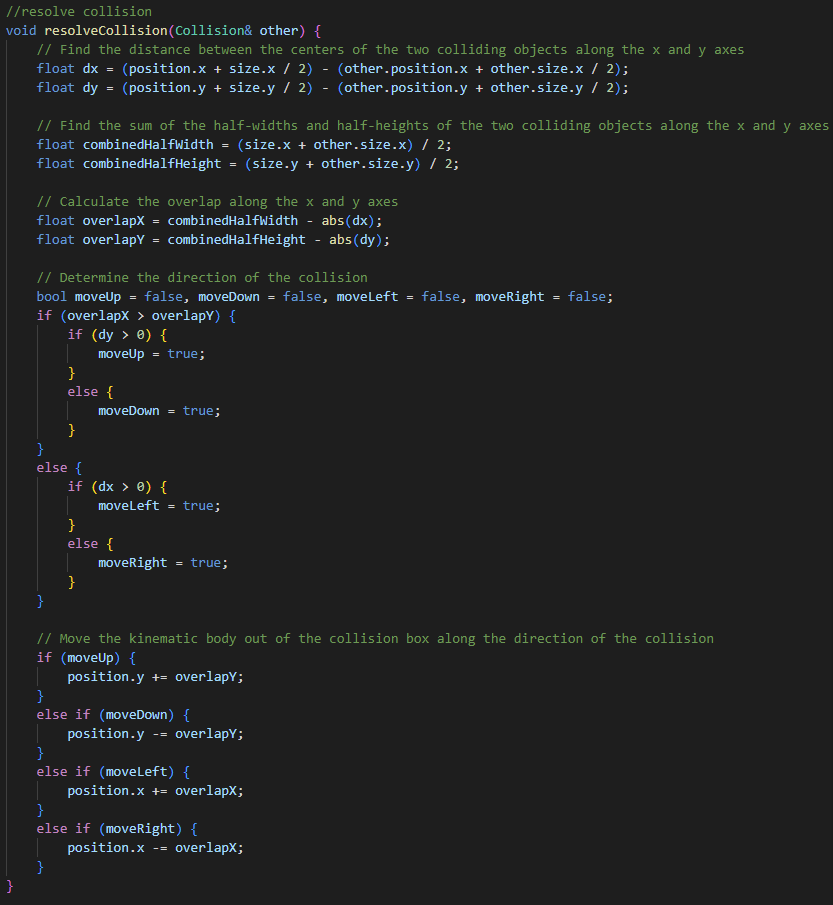 //resolve collision
void resolveCollision(Collision& other) {
    // Find the distance between the centers of the two colliding objects along the x and y axes
    float dx = (position.x + size.x / 2) - (other.position.x + other.size.x / 2);
    float dy = (position.y + size.y / 2) - (other.position.y + other.size.y / 2);

    // Find the sum of the half-widths and half-heights of the two colliding objects along the x and y axes
    float combinedHalfWidth = (size.x + other.size.x) / 2;
    float combinedHalfHeight = (size.y + other.size.y) / 2;

    // Calculate the overlap along the x and y axes
    float overlapX = combinedHalfWidth - abs(dx);
    float overlapY = combinedHalfHeight - abs(dy);

    // Determine the direction of the collision
    bool moveUp = false, moveDown = false, moveLeft = false, moveRight = false;
    if (overlapX > overlapY) {
        if (dy > 0) {
            moveUp = true;
        }
        else {
            moveDown = true;
        }
    }
    else {
        if (dx > 0) {
            moveLeft = true;
        }
        else {
            moveRight = true;
        }
    }

    // Move the kinematic body out of the collision box along the direction of the collision
    if (moveUp) {
        position.y += overlapY;
    }
    else if (moveDown) {
        position.y -= overlapY;
    }
    else if (moveLeft) {
        position.x += overlapX;
    }
    else if (moveRight) {
        position.x -= overlapX;
    }
}